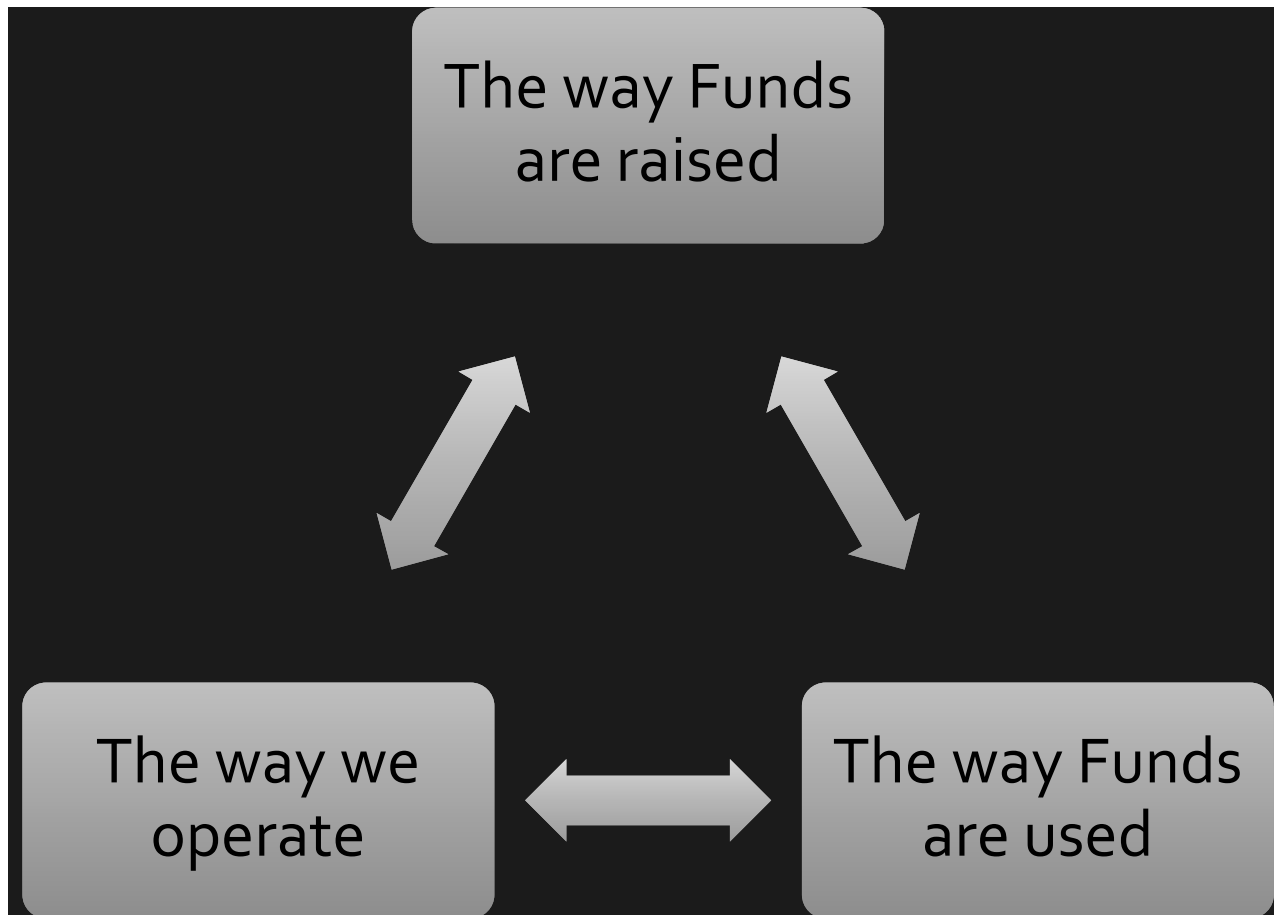 The way Funds
are raised
The way we
operate
The way Funds
are used